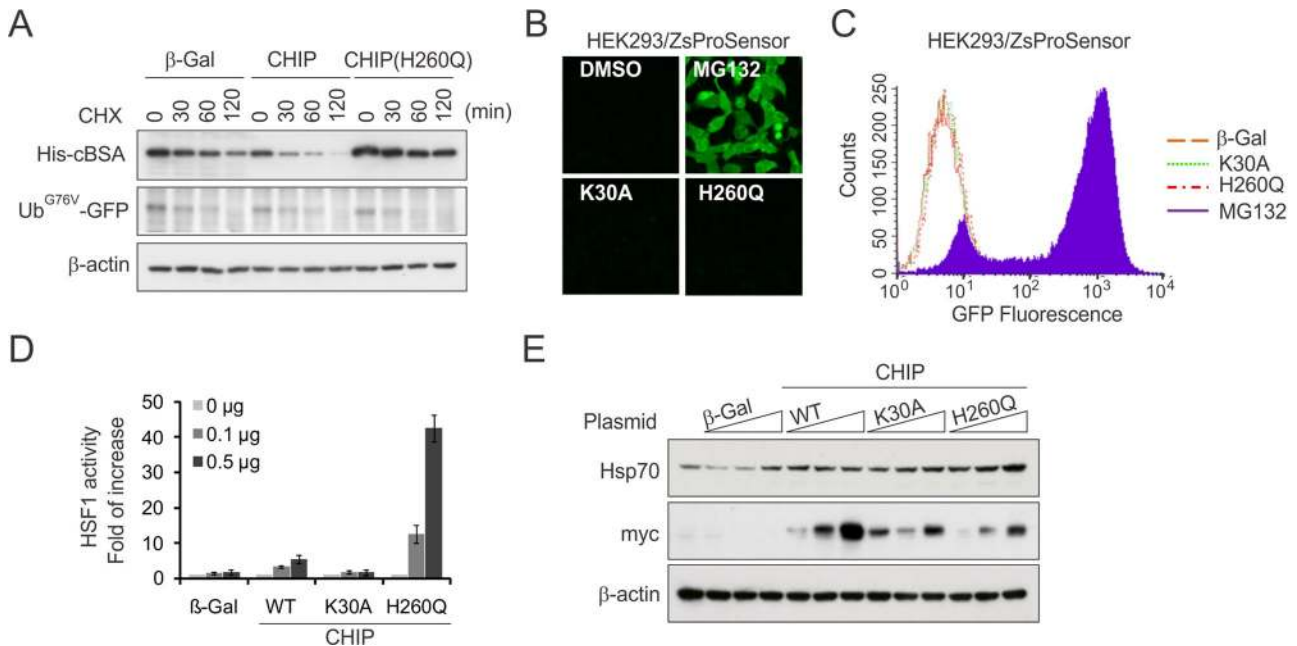 A
β-Gal CHIP CHIP(H260Q)
CHX 0 30 60 120 0 30 60 120 0 30 60 120 (min)
His-cBSA
Ub^G76V-GFP
β-actin
B
HEK293/ZsProSensor
DMSO MG132
K30A H260Q
C
HEK293/ZsProSensor
Counts
250
200
150
100
50
0
10^0 10^1 10^2 10^3 10^4
GFP Fluorescence
β-Gal
K30A
H260Q
MG132
D
HSF1 activity
Fold of increase
50
40
30
20
10
0
0 µg
0.1 µg
0.5 µg
ß-Gal WT K30A H260Q
CHIP
E
CHIP
Plasmid β-Gal WT K30A H260Q
Hsp70
myc
β-actin